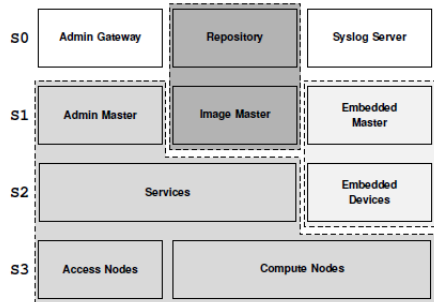 S0
Admin Gateway
Repository
Syslog Server
S1
Admin Master
Image Master
Embedded
Master
S2
Services
Embedded
Devices
S3
Access Nodes
Compute Nodes